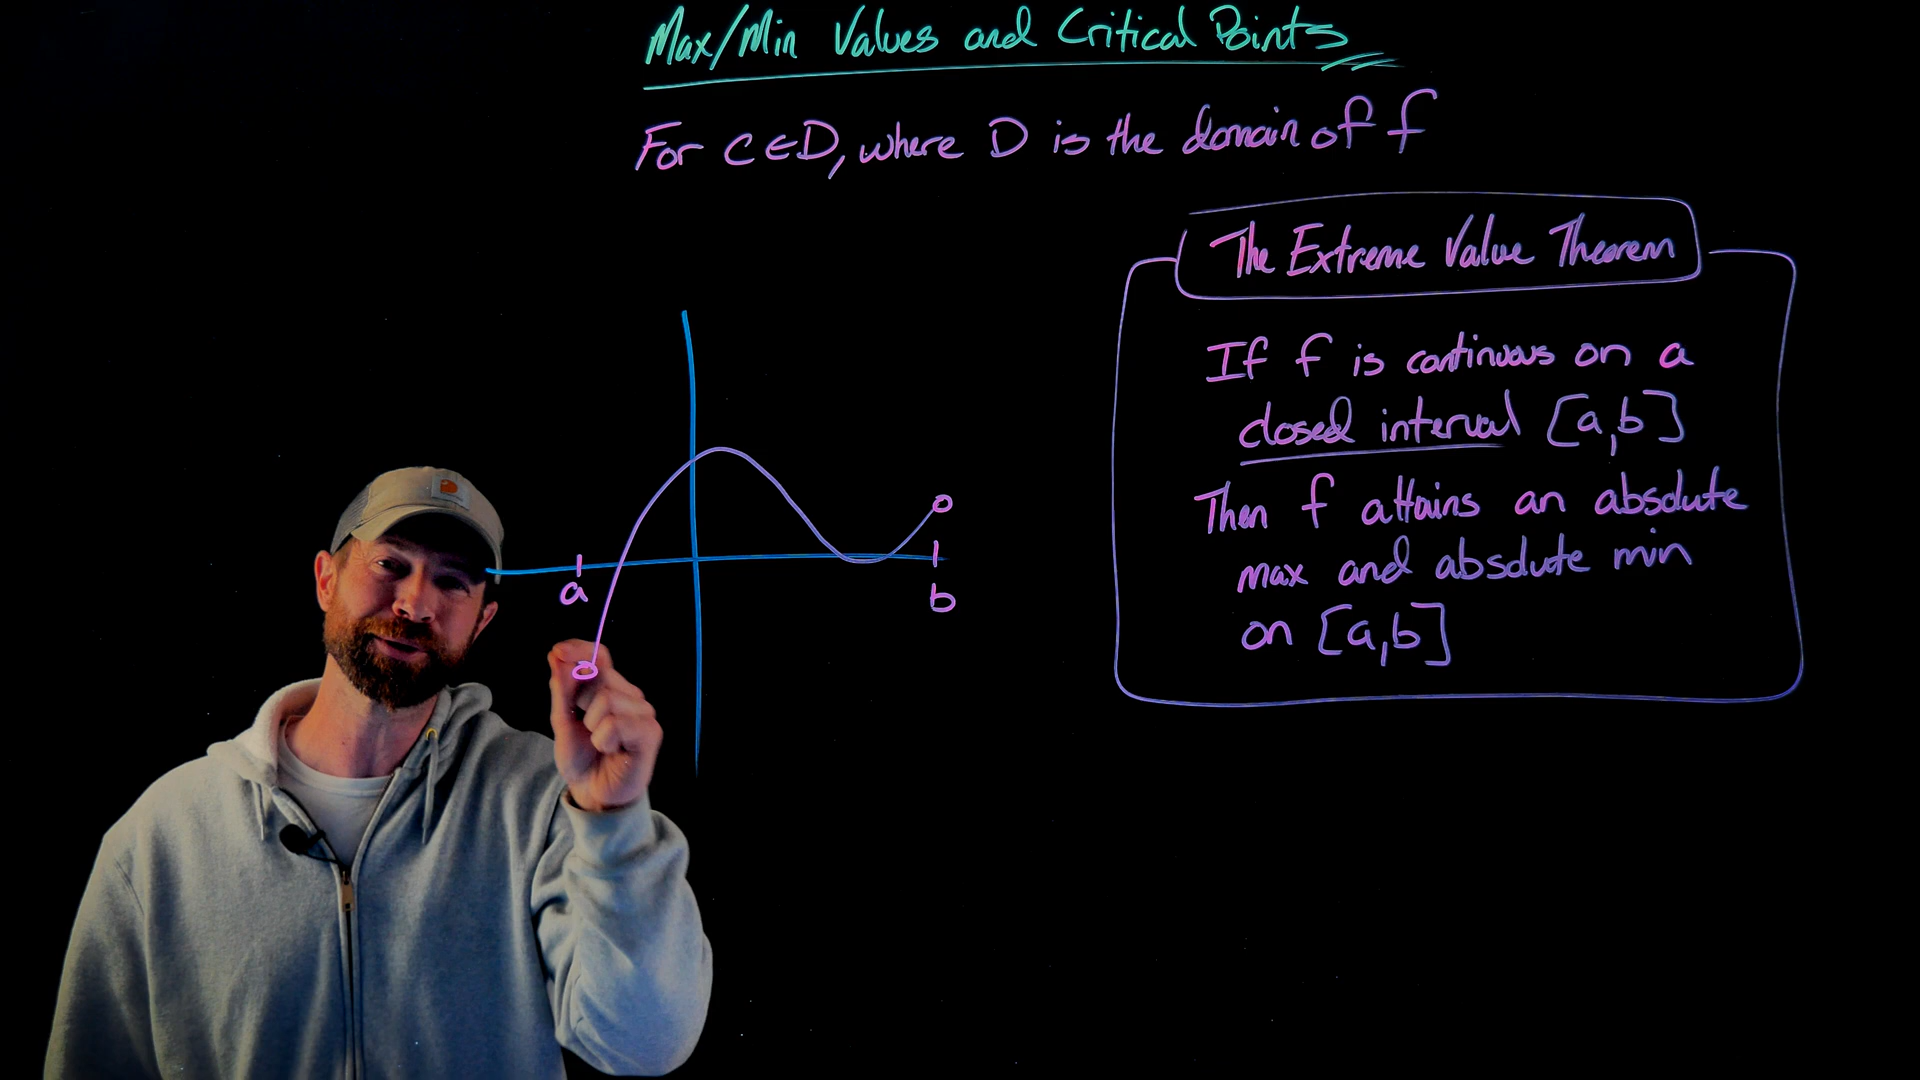 Max/Min Values and Critical Points
For C ∈ D, where D is the domain of f
The Extreme Value Theorem
If f is continuous on a
closed interval [a,b]
Then f attains an absolute
max and absolute min
on [a,b]
a
b